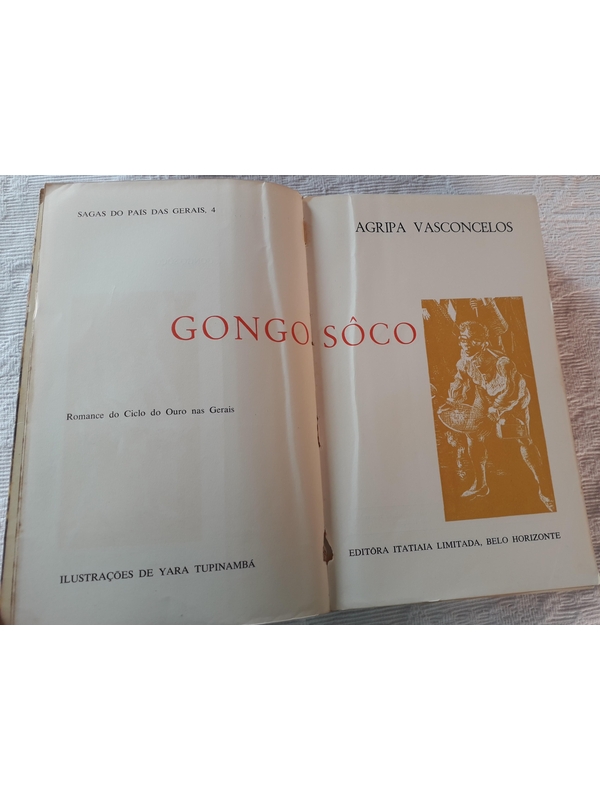 SAGAS DO PAÍS DAS GERAIS, 4
AGRIPA VASCONCELOS
GONGO SÔCO
Romance do Ciclo do Ouro nas Gerais
ILUSTRAÇÕES DE YARA TUPINAMBÁ
EDITÔRA ITATIAIA LIMITADA, BELO HORIZONTE